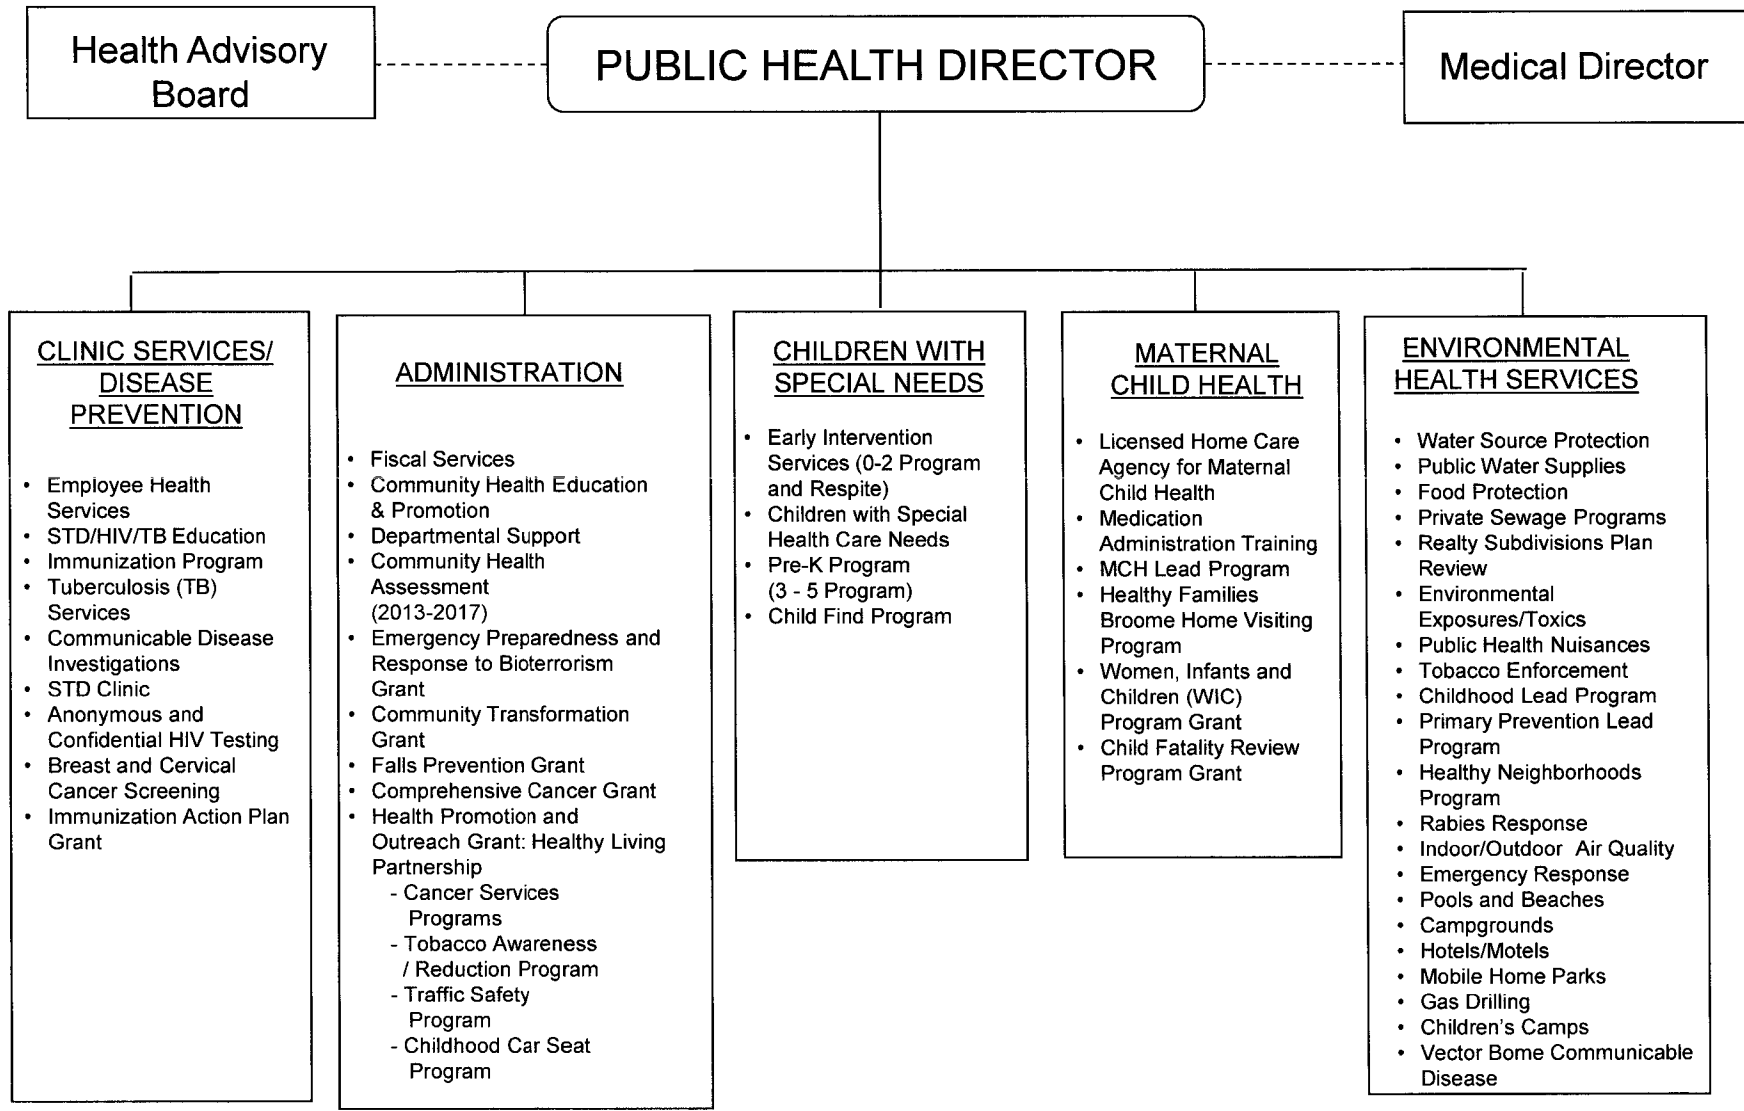 Health Advisory
Board
PUBLIC HEALTH DIRECTOR
Medical Director
CLINIC SERVICES/
DISEASE
PREVENTION
• Employee Health
Services
• STD/HIV/TB Education
• Immunization Program
• Tuberculosis (TB)
Services
• Communicable Disease
Investigations
• STD Clinic
• Anonymous and
Confidential HIV Testing
• Breast and Cervical
Cancer Screening
• Immunization Action Plan
Grant
ADMINISTRATION
• Fiscal Services
• Community Health Education
& Promotion
• Departmental Support
• Community Health
Assessment
(2013-2017)
• Emergency Preparedness and
Response to Bioterrorism
Grant
• Community Transformation
Grant
• Falls Prevention Grant
• Comprehensive Cancer Grant
• Health Promotion and
Outreach Grant: Healthy Living
Partnership
- Cancer Services
Programs
- Tobacco Awareness
/ Reduction Program
- Traffic Safety
Program
- Childhood Car Seat
Program
CHILDREN WITH
SPECIAL NEEDS
• Early Intervention
Services (0-2 Program
and Respite)
• Children with Special
Health Care Needs
• Pre-K Program
(3 - 5 Program)
• Child Find Program
MATERNAL
CHILD HEALTH
• Licensed Home Care
Agency for Maternal
Child Health
• Medication
Administration Training
• MCH Lead Program
• Healthy Families
Broome Home Visiting
Program
• Women, Infants and
Children (WIC)
Program Grant
• Child Fatality Review
Program Grant
ENVIRONMENTAL
HEALTH SERVICES
• Water Source Protection
• Public Water Supplies
• Food Protection
• Private Sewage Programs
• Realty Subdivisions Plan
Review
• Environmental
Exposures/Toxics
• Public Health Nuisances
• Tobacco Enforcement
• Childhood Lead Program
• Primary Prevention Lead
Program
• Healthy Neighborhoods
Program
• Rabies Response
• Indoor/Outdoor Air Quality
• Emergency Response
• Pools and Beaches
• Campgrounds
• Hotels/Motels
• Mobile Home Parks
• Gas Drilling
• Children's Camps
• Vector Borne Communicable
Disease